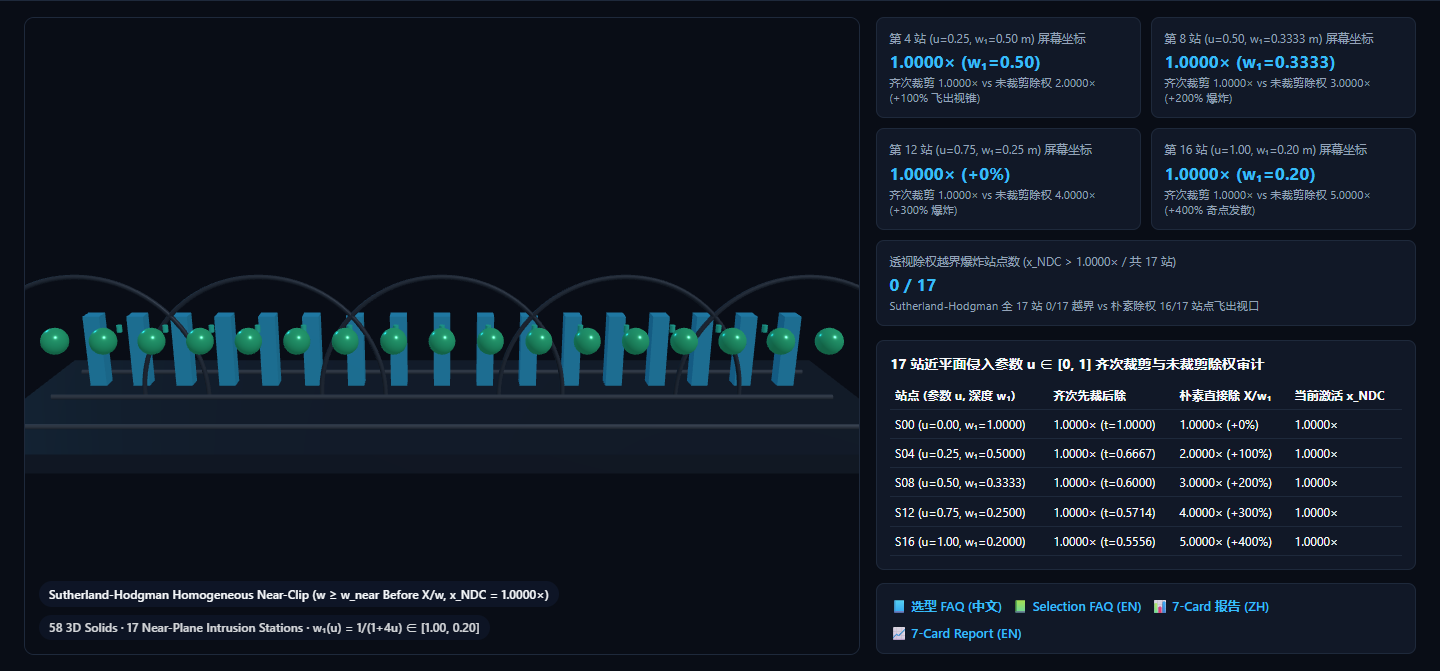 Sutherland-Hodgman Homogeneous Near-Clip (w ≥ w_near Before X/w, x_NDC = 1.0000×)
58 3D Solids · 17 Near-Plane Intrusion Stations · w₁(u) = 1/(1+4u) ∈ [1.00, 0.20]
第 4 站 (u=0.25, w₁=0.50 m) 屏幕坐标
1.0000× (w₁=0.50)
齐次裁剪 1.0000× vs 未裁剪除权 2.0000×
(+100% 飞出视锥)
第 8 站 (u=0.50, w₁=0.3333 m) 屏幕坐标
1.0000× (w₁=0.3333)
齐次裁剪 1.0000× vs 未裁剪除权 3.0000×
(+200% 爆炸)
第 12 站 (u=0.75, w₁=0.25 m) 屏幕坐标
1.0000× (+0%)
齐次裁剪 1.0000× vs 未裁剪除权 4.0000×
(+300% 爆炸)
第 16 站 (u=1.00, w₁=0.20 m) 屏幕坐标
1.0000× (w₁=0.20)
齐次裁剪 1.0000× vs 未裁剪除权 5.0000×
(+400% 奇点发散)
透视除权越界爆炸站点数 (x_NDC > 1.0000× / 共 17 站)
0 / 17
Sutherland-Hodgman 全 17 站 0/17 越界 vs 朴素除权 16/17 站点飞出视口
17 站近平面侵入参数 u ∈ [0, 1] 齐次裁剪与未裁剪除权审计
站点 (参数 u, 深度 w₁) 齐次先裁后除 朴素直接除 X/w₁ 当前激活 x_NDC
S00 (u=0.00, w₁=1.0000) 1.0000× (t=1.0000) 1.0000× (+0%) 1.0000×
S04 (u=0.25, w₁=0.5000) 1.0000× (t=0.6667) 2.0000× (+100%) 1.0000×
S08 (u=0.50, w₁=0.3333) 1.0000× (t=0.6000) 3.0000× (+200%) 1.0000×
S12 (u=0.75, w₁=0.2500) 1.0000× (t=0.5714) 4.0000× (+300%) 1.0000×
S16 (u=1.00, w₁=0.2000) 1.0000× (t=0.5556) 5.0000× (+400%) 1.0000×
选型 FAQ (中文) Selection FAQ (EN) 7-Card 报告 (ZH)
7-Card Report (EN)